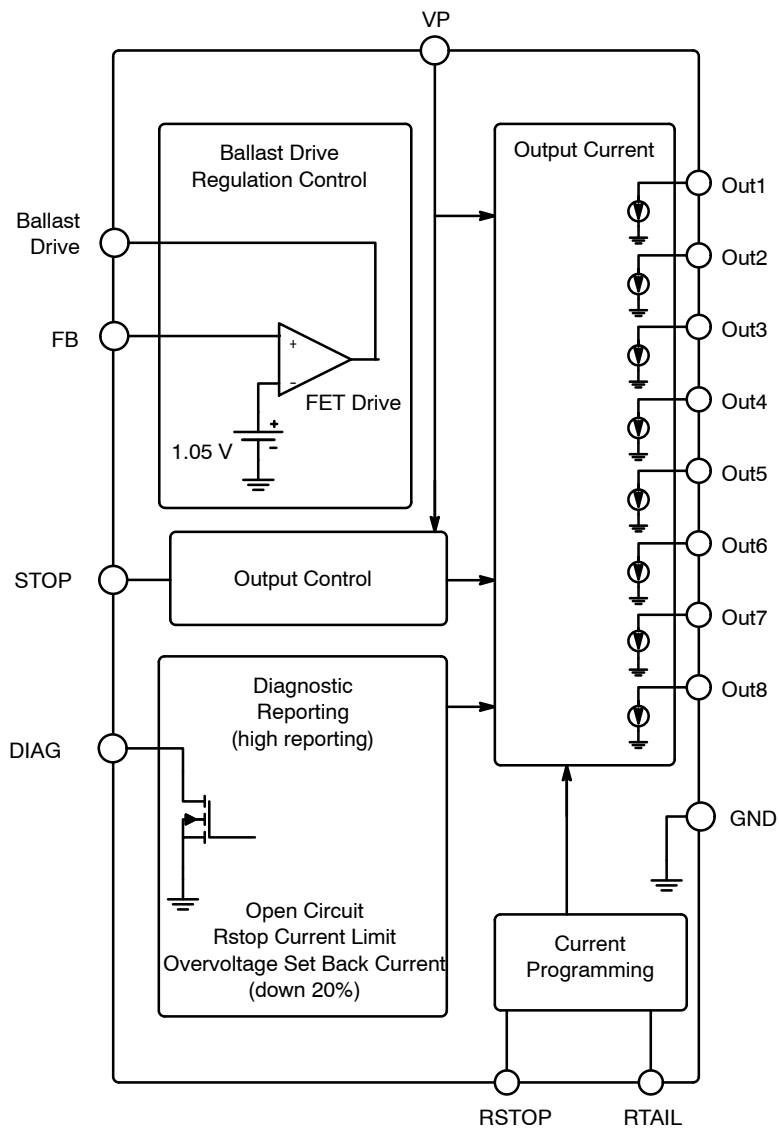 VP
Ballast Drive
Regulation Control
Output Current
Out1
Ballast
Drive
Out2
FB
Out3
+
−
FET Drive
Out4
+
−
1.05 V
Out5
Out6
STOP
Output Control
Out7
Diagnostic
Reporting
(high reporting)
Out8
DIAG
GND
Open Circuit
Rstop Current Limit
Overvoltage Set Back Current
(down 20%)
Current
Programming
RSTOP
RTAIL